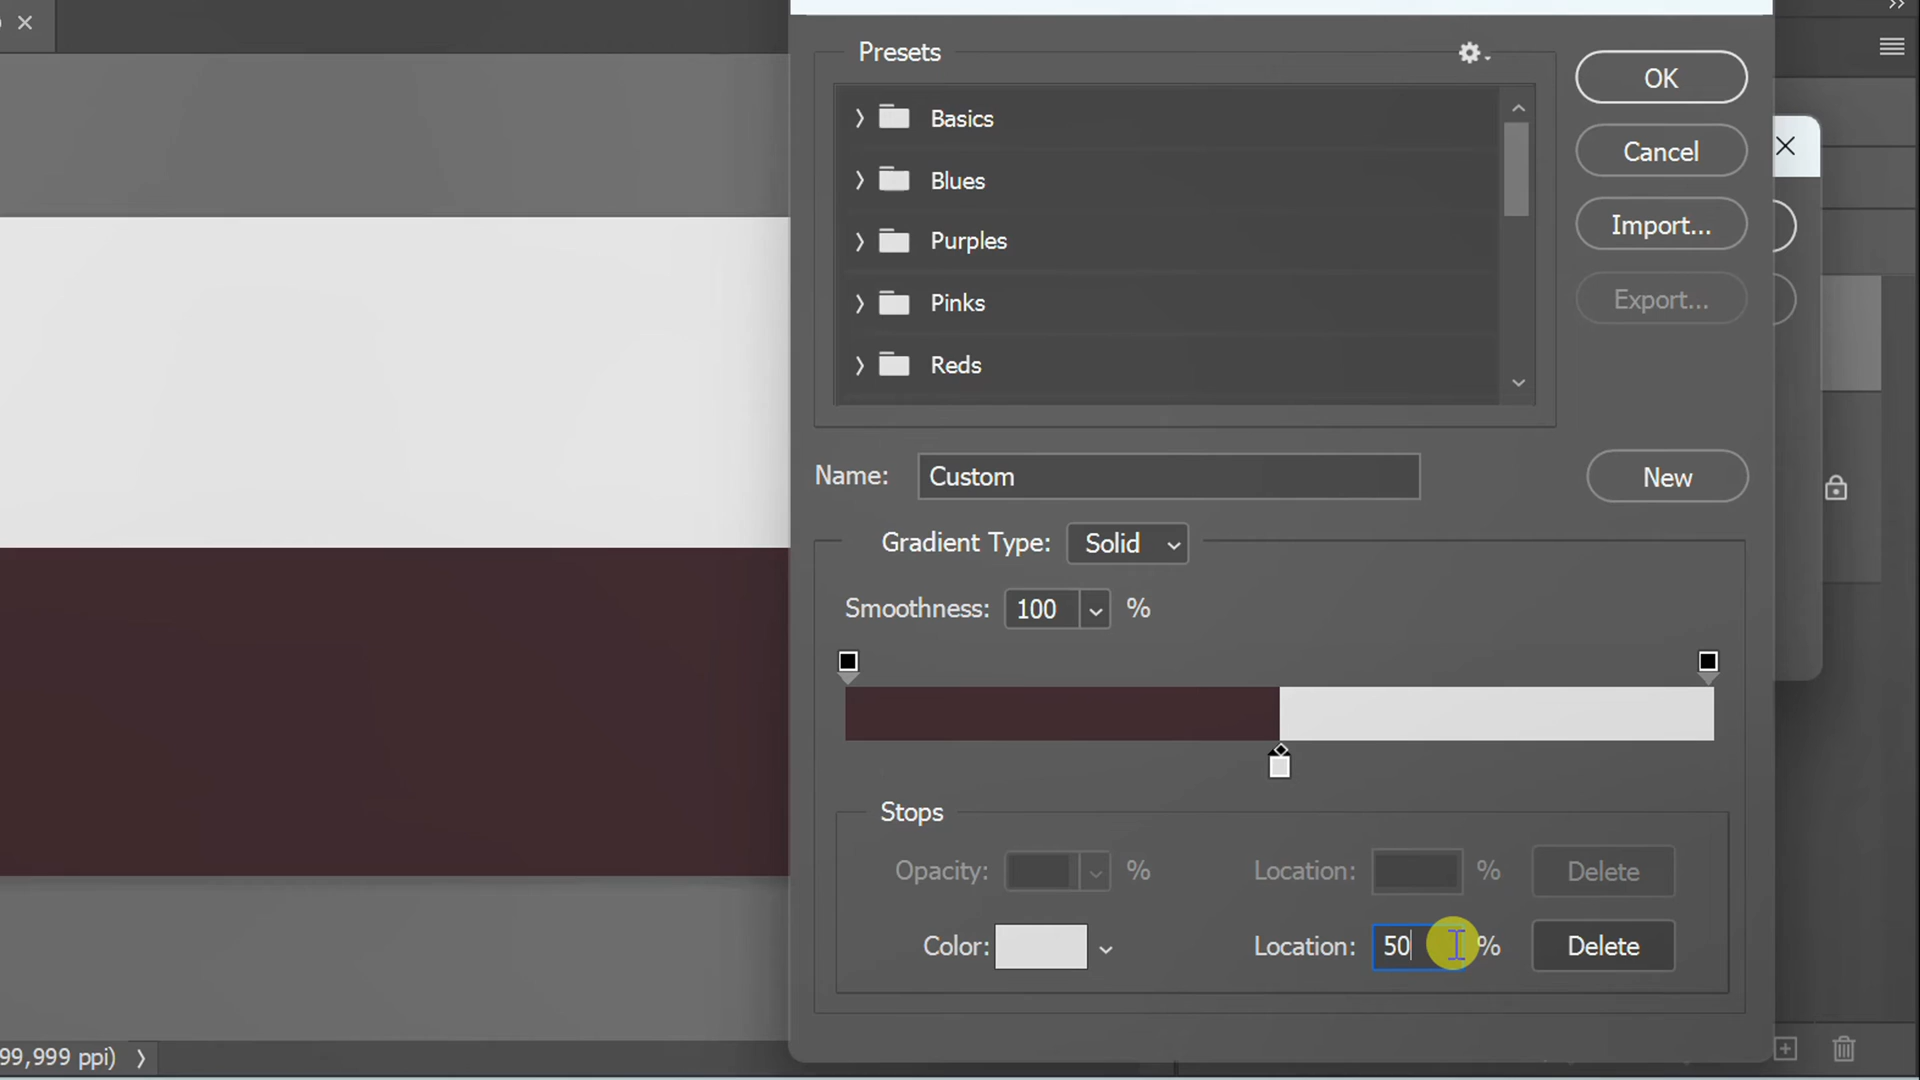 Presets
OK
Basics
Cancel
Blues
Import...
Purples
Export...
Pinks
Reds
Name: Custom
New
Gradient Type: Solid
Smoothness: 100 %
Stops
Opacity: % Location: % Delete
Color: Location: 50 % Delete
99,999 ppi)